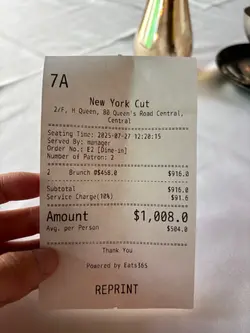 7A
New York Cut
2/F, H Queen, 80 Queen's Road Central,
Central
Seating Time: 2025-07-27 12:20:15
Served By: manager
Order No.: E2 [Dine-in]
Number of Patron: 2
2 Brunch @$458.0 $916.0
Subtotal $916.0
Service Charge(10%) $91.6
Amount $1,008.0
Avg. per Person $504.0
Thank You
Powered by Eats365
REPRINT